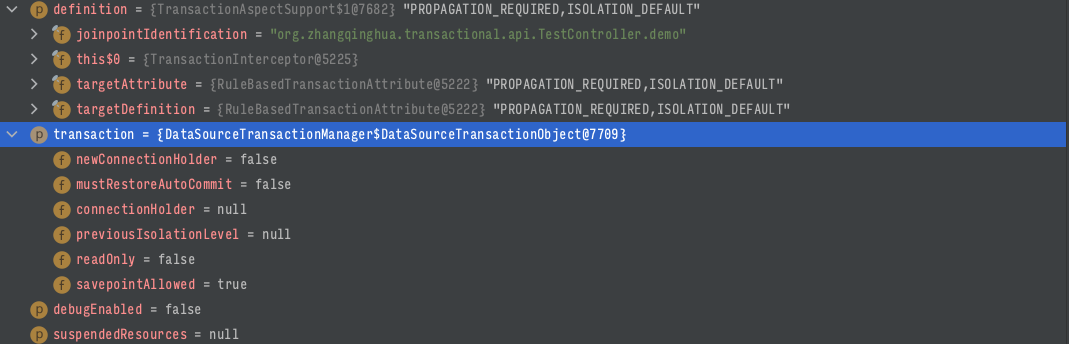 p definition = {TransactionAspectSupport$1@7682} "PROPAGATION_REQUIRED,ISOLATION_DEFAULT"
f joinpointIdentification = "org.zhangqinghua.transactional.api.TestController.demo"
f this$0 = {TransactionInterceptor@5225}
f targetAttribute = {RuleBasedTransactionAttribute@5222} "PROPAGATION_REQUIRED,ISOLATION_DEFAULT"
f targetDefinition = {RuleBasedTransactionAttribute@5222} "PROPAGATION_REQUIRED,ISOLATION_DEFAULT"
p transaction = {DataSourceTransactionManager$DataSourceTransactionObject@7709}
f newConnectionHolder = false
f mustRestoreAutoCommit = false
f connectionHolder = null
f previousIsolationLevel = null
f readOnly = false
f savepointAllowed = true
p debugEnabled = false
p suspendedResources = null